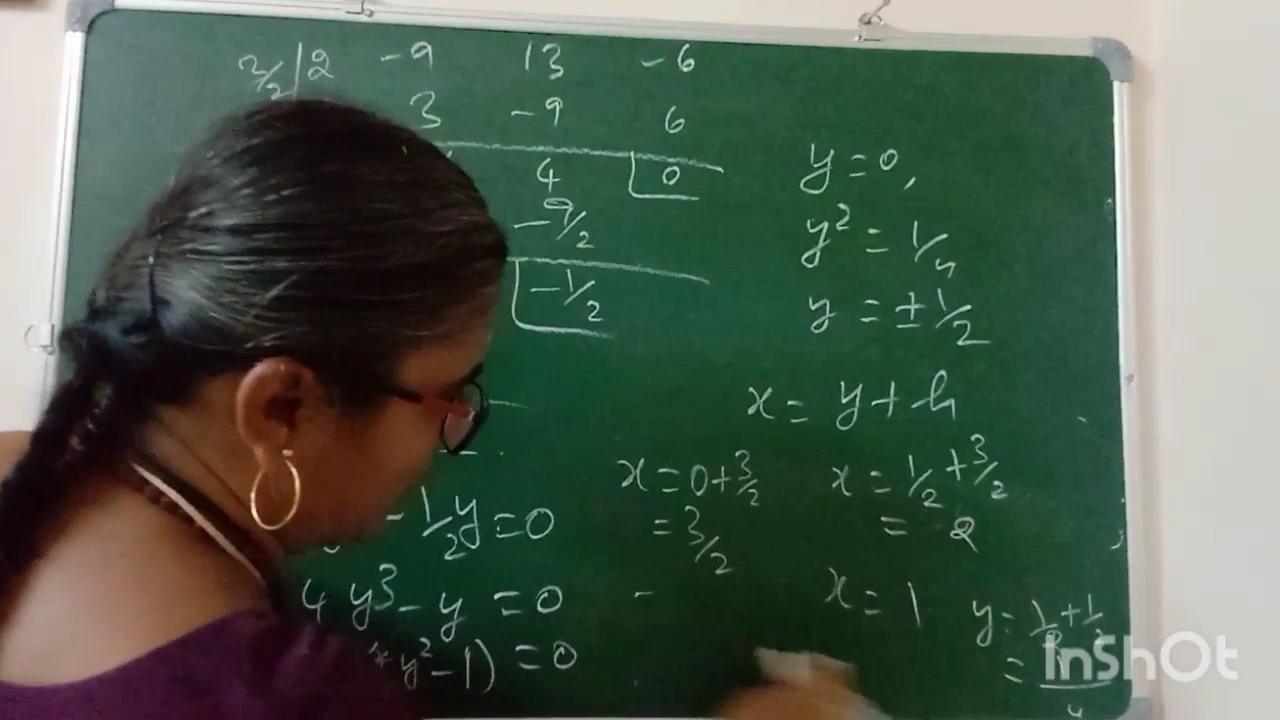 3/2 | 2 -9 13 -6
3 -9 6
4 0
-9/2
-1/2
- 1/2 y = 0
4 y³ - y = 0
y² - 1) = 0
y = 0,
y² = 1/4
y = ± 1/2
x = y + h
x = 0 + 3/2
= 3/2
x = 1/2 + 3/2
= 2
x = 1
InShOt